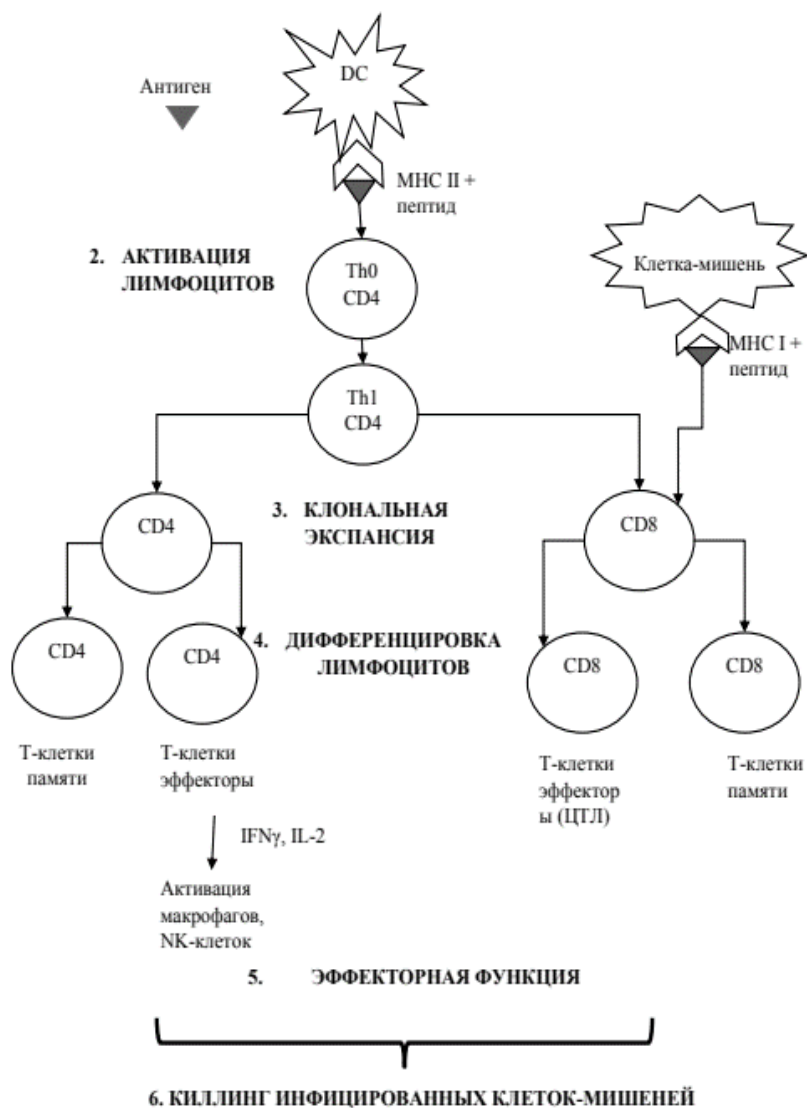 DC
Антиген
MHC II +
пептид
2. АКТИВАЦИЯ
ЛИМФОЦИТОВ
Th0
CD4
Клетка-мишень
MHC I +
пептид
Th1
CD4
3. КЛОНАЛЬНАЯ
ЭКСПАНСИЯ
CD4
CD8
4. ДИФФЕРЕНЦИРОВКА
ЛИМФОЦИТОВ
CD4
CD4
CD8
CD8
Т-клетки
памяти
Т-клетки
эффекторы
Т-клетки
эффектор
ы (ЦТЛ)
Т-клетки
памяти
IFNγ, IL-2
Активация
макрофагов,
NK-клеток
5. ЭФФЕКТОРНАЯ ФУНКЦИЯ
6. КИЛЛИНГ ИНФИЦИРОВАННЫХ КЛЕТОК-МИШЕНЕЙ